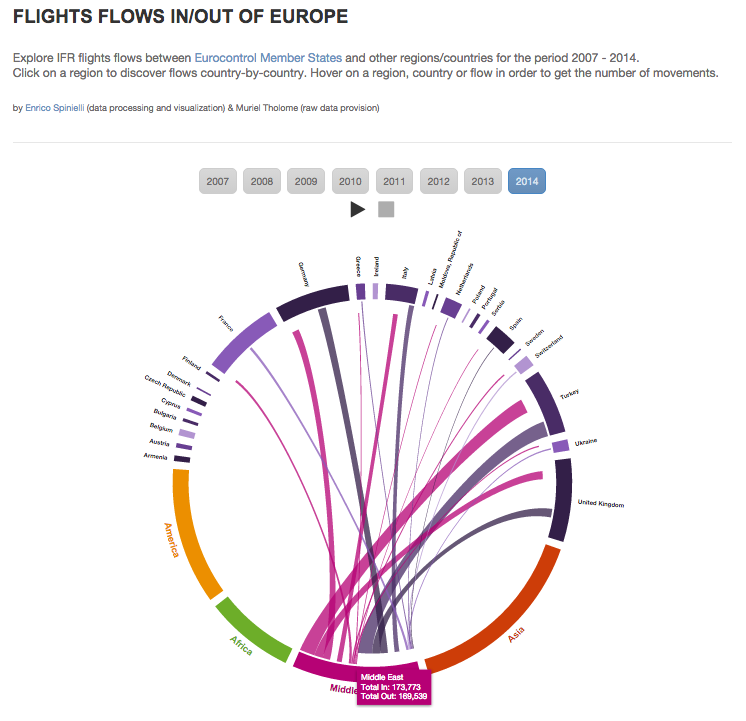 FLIGHTS FLOWS IN/OUT OF EUROPE
Explore IFR flights flows between Eurocontrol Member States and other regions/countries for the period 2007 - 2014.
Click on a region to discover flows country-by-country. Hover on a region, country or flow in order to get the number of movements.
by Enrico Spinielli (data processing and visualization) & Muriel Tholome (raw data provision)
2007
2008
2009
2010
2011
2012
2013
2014
Armenia
Austria
Belgium
Bulgaria
Cyprus
Czech Republic
Denmark
Finland
France
Germany
Greece
Ireland
Italy
Latvia
Moldova, Republic of
Netherlands
Poland
Portugal
Serbia
Spain
Sweden
Switzerland
Turkey
Ukraine
United Kingdom
Asia
Middle
Africa
America
Middle East
Total In: 173,773
Total Out: 169,539